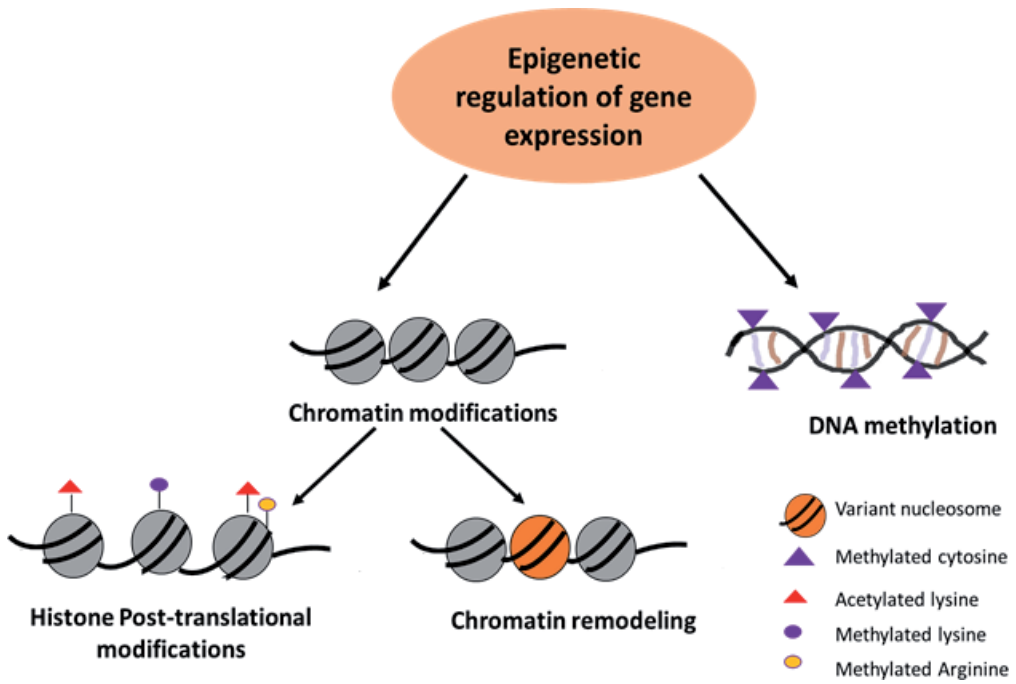 Epigenetic
regulation of gene
expression
Chromatin modifications
DNA methylation
Histone Post-translational
modifications
Chromatin remodeling
Variant nucleosome
Methylated cytosine
Acetylated lysine
Methylated lysine
Methylated Arginine